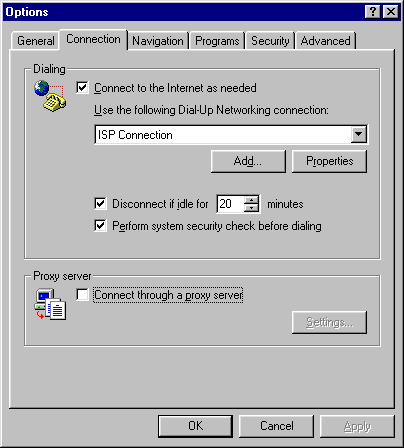 Options
General Connection Navigation Programs Security Advanced
Dialing
Connect to the Internet as needed
Use the following Dial-Up Networking connection:
ISP Connection
Add... Properties
Disconnect if idle for 20 minutes
Perform system security check before dialing
Proxy server
Connect through a proxy server
Settings...
OK Cancel Apply